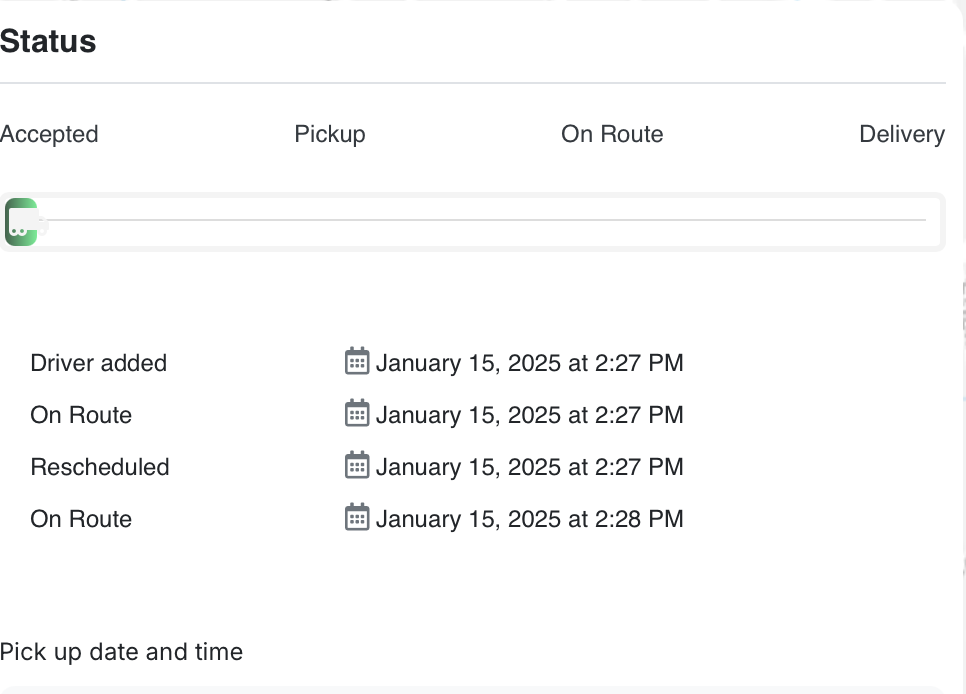 Status
Accepted Pickup On Route Delivery
Driver added January 15, 2025 at 2:27 PM
On Route January 15, 2025 at 2:27 PM
Rescheduled January 15, 2025 at 2:27 PM
On Route January 15, 2025 at 2:28 PM
Pick up date and time